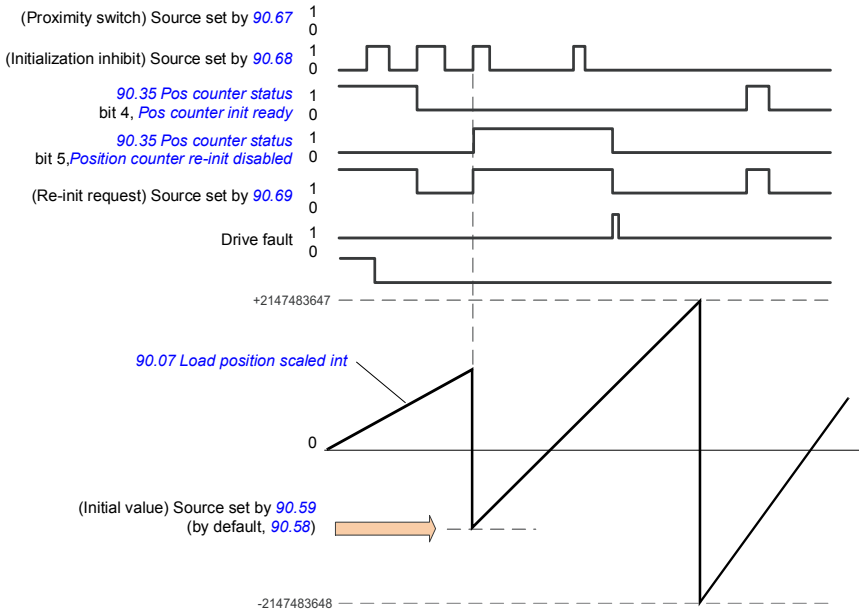 (Proximity switch) Source set by 90.67
1
0
(Initialization inhibit) Source set by 90.68
1
0
90.35 Pos counter status
bit 4, Pos counter init ready
1
0
90.35 Pos counter status
bit 5,Position counter re-init disabled
1
0
(Re-init request) Source set by 90.69
1
0
Drive fault
1
0
+2147483647
90.07 Load position scaled int
0
(Initial value) Source set by 90.59
(by default, 90.58)
-2147483648